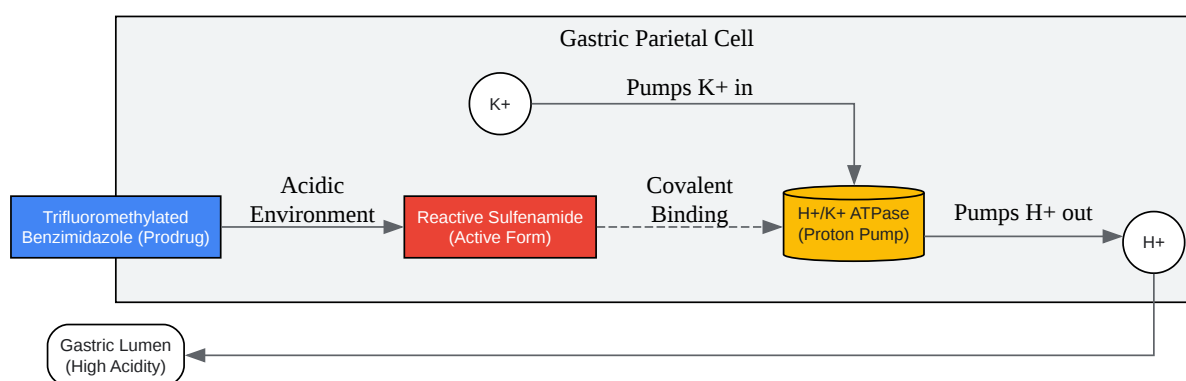 Gastric Parietal Cell
K+
Pumps K+ in
Trifluoromethylated
Benzimidazole (Prodrug)
Acidic
Environment
Reactive Sulfenamide
(Active Form)
Covalent
Binding
H+/K+ ATPase
(Proton Pump)
Pumps H+ out
H+
Gastric Lumen
(High Acidity)